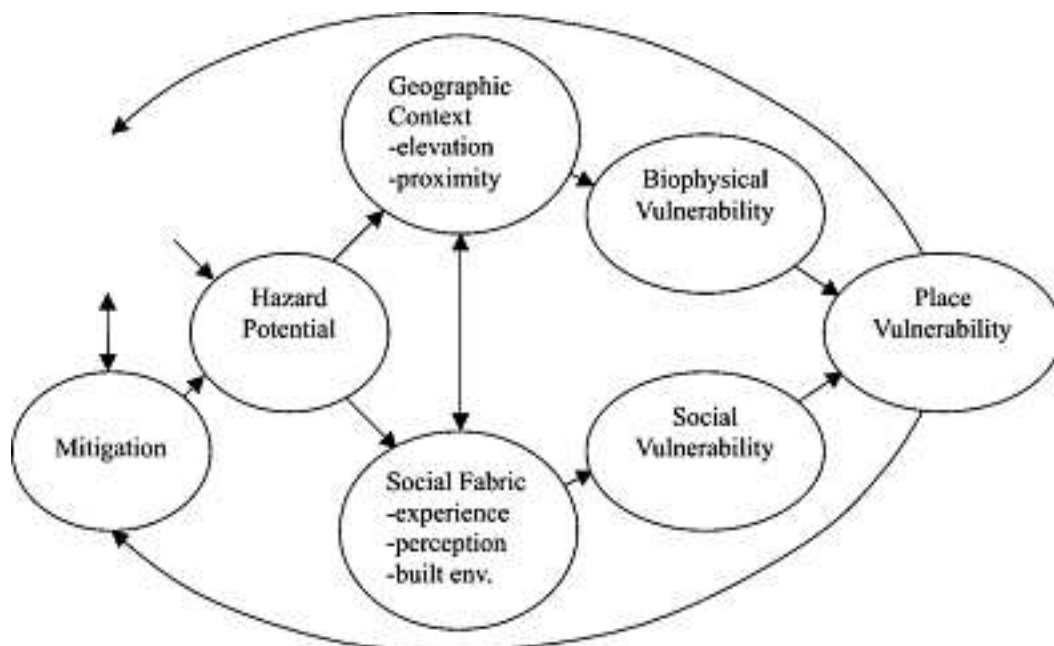 Geographic
Context
-elevation
-proximity
Biophysical
Vulnerability
Hazard
Potential
Place
Vulnerability
Mitigation
Social Fabric
-experience
-perception
-built env.
Social
Vulnerability